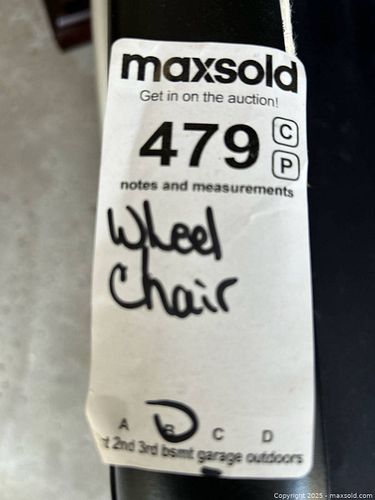 maxsold
Get in on the auction!
479 C
P
notes and measurements
Wheel
Chair
A B C D
2nd 3rd bsmt garage outdoors
Copyright 2025 - maxsold.com